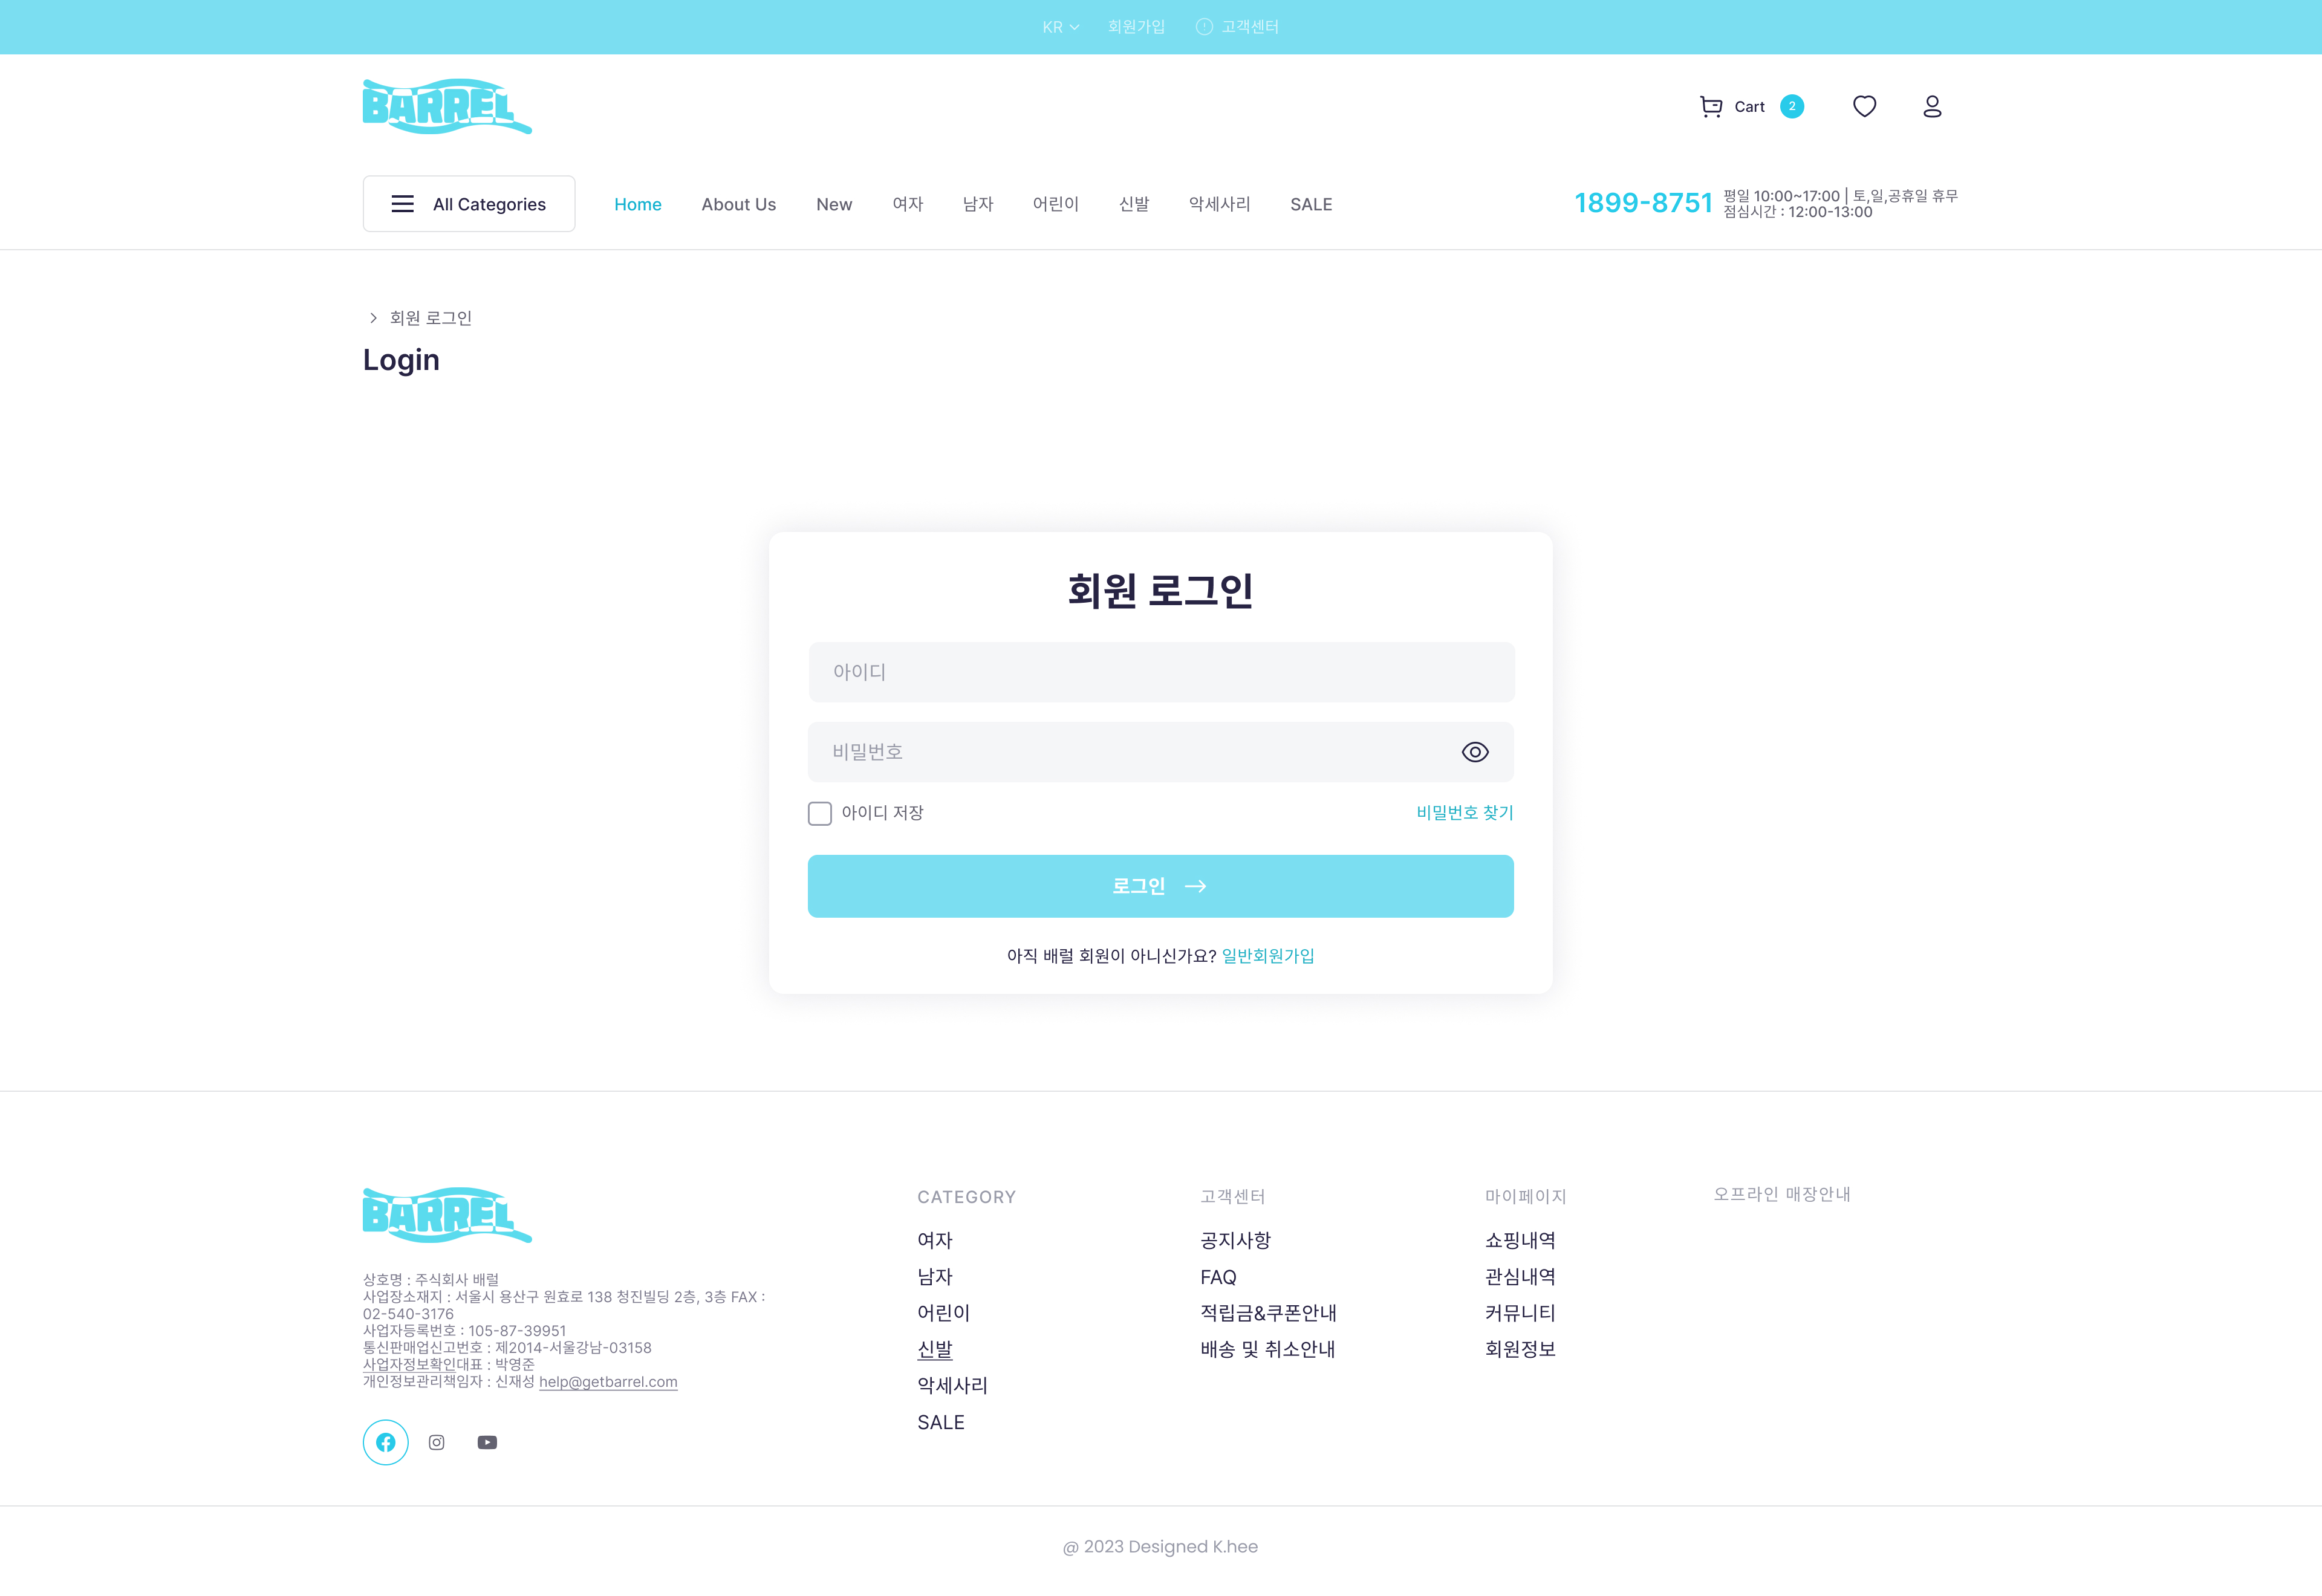 KR 회원가입 고객센터
BARREL
Cart 2
All Categories Home About Us New 여자 남자 어린이 신발 악세사리 SALE
1899-8751 평일 10:00~17:00 | 토,일,공휴일 휴무
점심시간 : 12:00-13:00
회원 로그인
Login
회원 로그인
아이디
비밀번호
아이디 저장 비밀번호 찾기
로그인
아직 배럴 회원이 아니신가요? 일반회원가입
BARREL
상호명 : 주식회사 배럴
사업장소재지 : 서울시 용산구 원효로 138 청진빌딩 2층, 3층 FAX :
02-540-3176
사업자등록번호 : 105-87-39951
통신판매업신고번호 : 제2014-서울강남-03158
사업자정보확인대표 : 박영준
개인정보관리책임자 : 신재성 help@getbarrel.com
CATEGORY
여자
남자
어린이
신발
악세사리
SALE
고객센터
공지사항
FAQ
적립금&쿠폰안내
배송 및 취소안내
마이페이지
쇼핑내역
관심내역
커뮤니티
회원정보
오프라인 매장안내
@ 2023 Designed K.hee